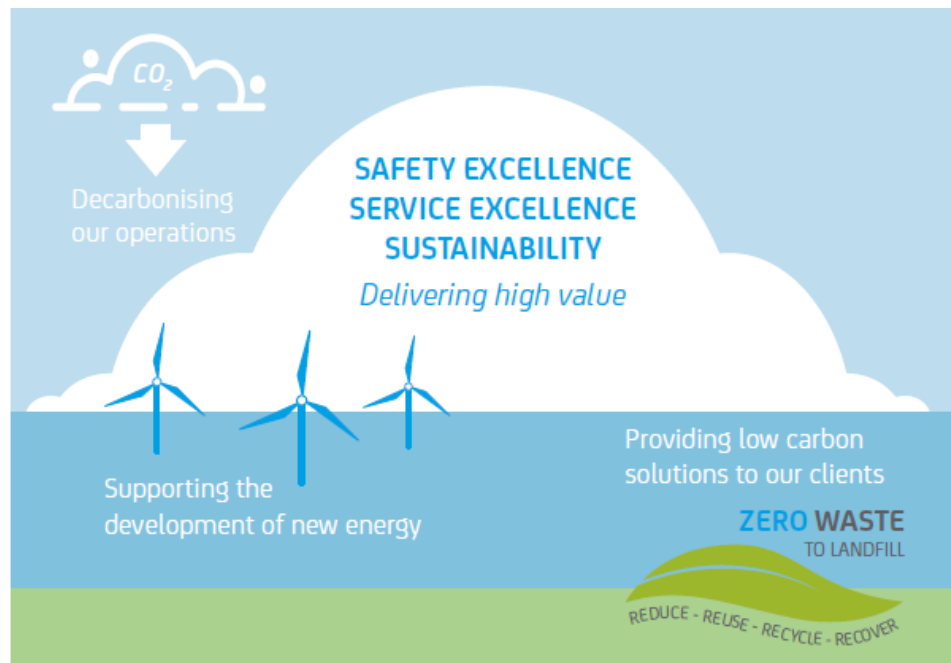 CO₂
Decarbonising
our operations
SAFETY EXCELLENCE
SERVICE EXCELLENCE
SUSTAINABILITY
Delivering high value
Supporting the
development of new energy
Providing low carbon
solutions to our clients
ZERO WASTE
TO LANDFILL
REDUCE - REUSE - RECYCLE - RECOVER